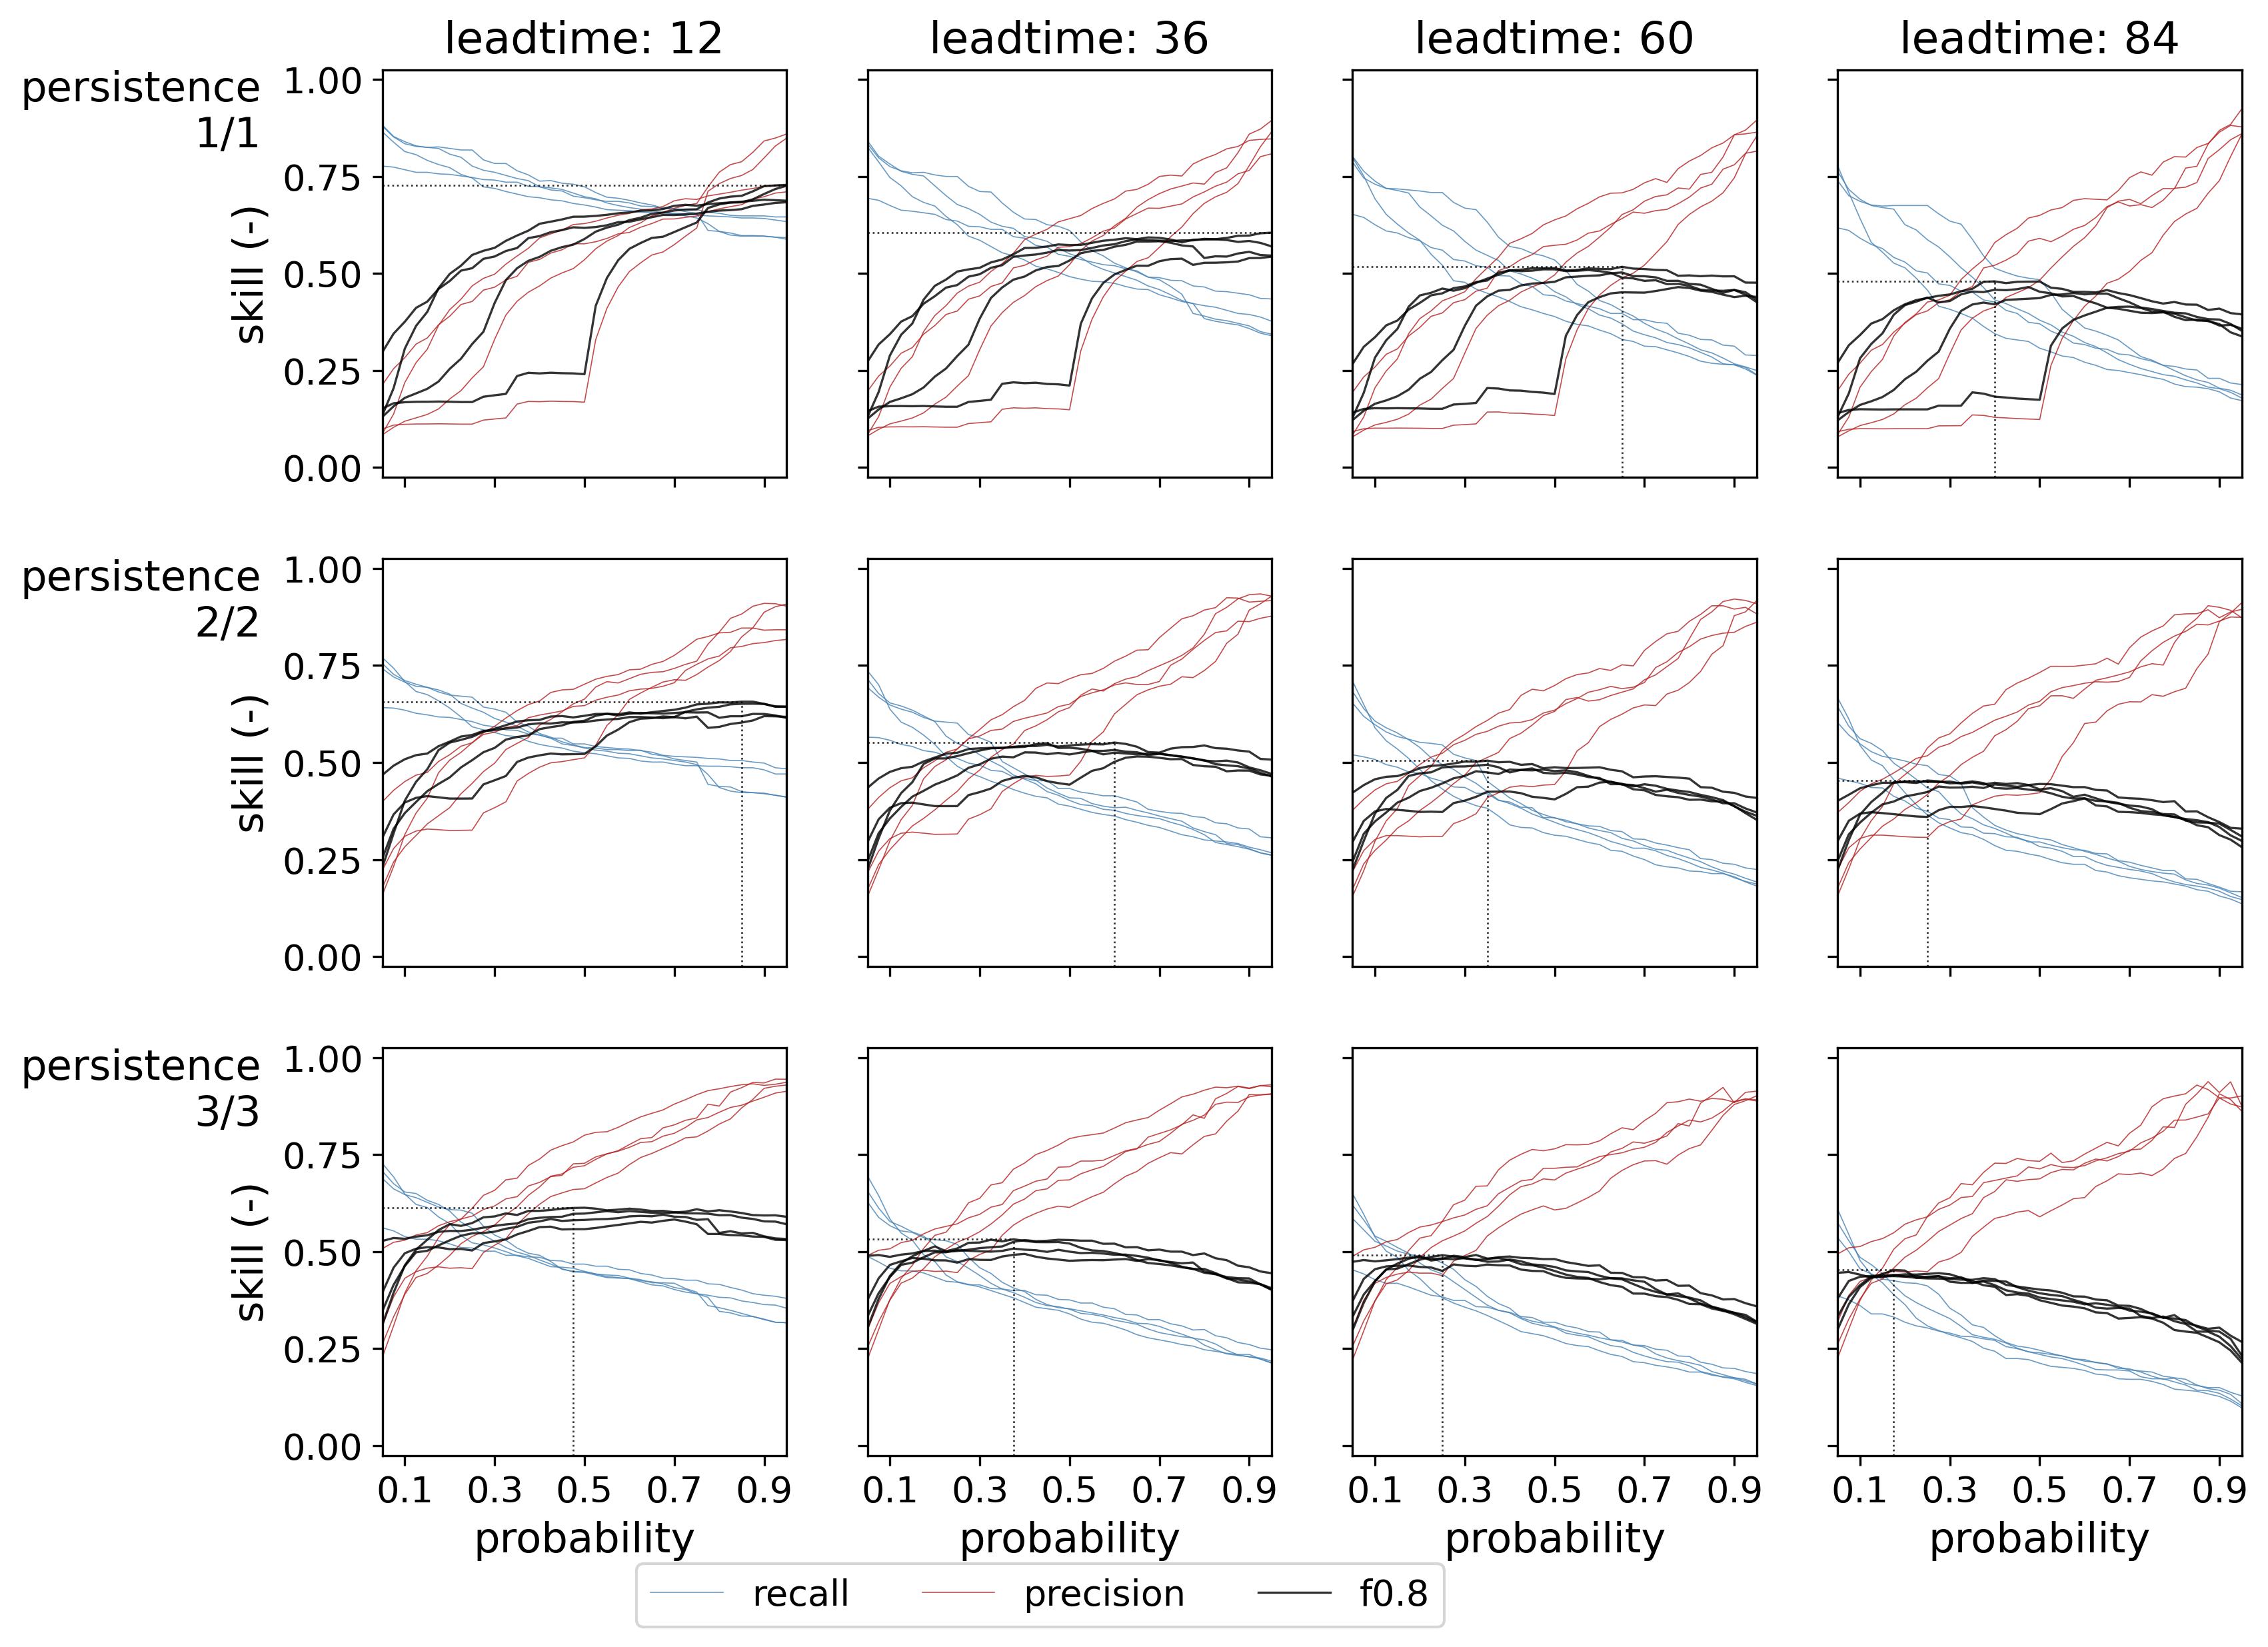 leadtime: 12 leadtime: 36 leadtime: 60 leadtime: 84
persistence
1/1
skill (-)
1.00
0.75
0.50
0.25
0.00
persistence
2/2
skill (-)
1.00
0.75
0.50
0.25
0.00
persistence
3/3
skill (-)
1.00
0.75
0.50
0.25
0.00
0.1 0.3 0.5 0.7 0.9 0.1 0.3 0.5 0.7 0.9 0.1 0.3 0.5 0.7 0.9 0.1 0.3 0.5 0.7 0.9
probability probability probability probability
recall precision f0.8